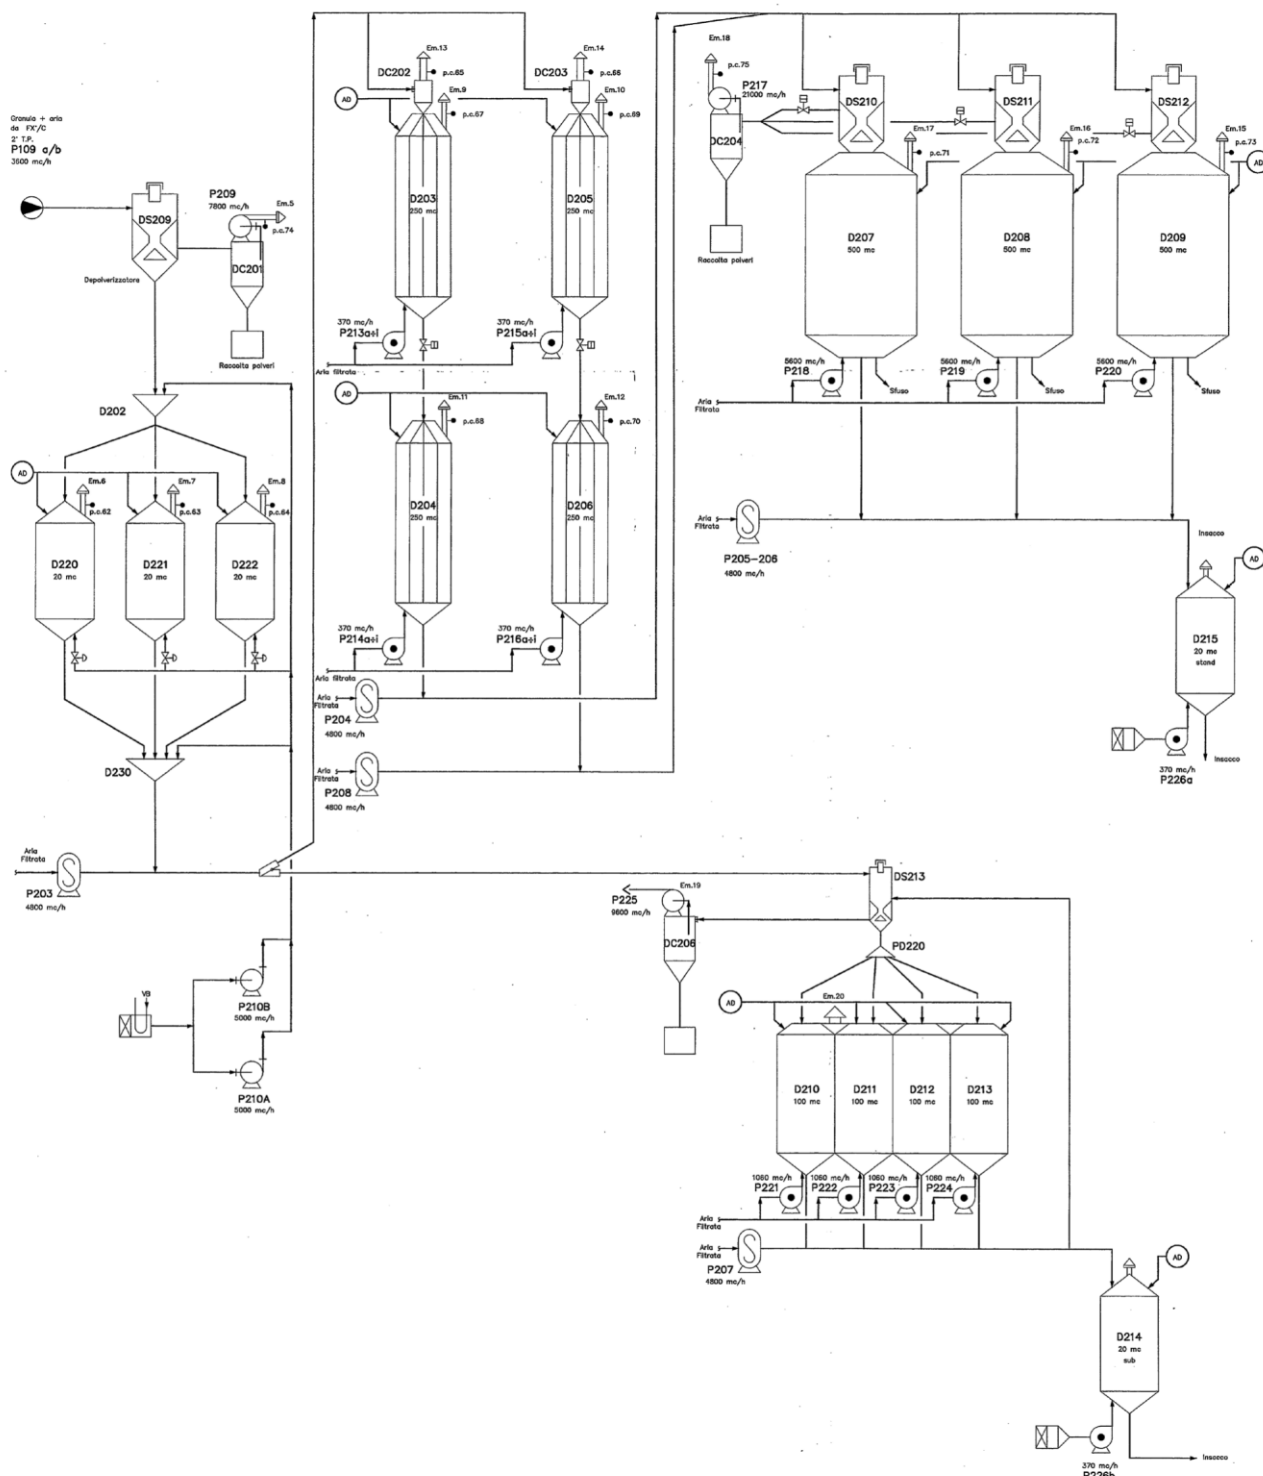 Granulo + aria
da FX"/C
2° T.P.
P109 a/b
3600 mc/h
DS209
Depolverizzatore
P209
7800 mc/h
Em.5
p.c.74
DC201
Raccolta polveri
D202
AD
Em.6
p.c.62
Em.7
p.c.63
Em.8
p.c.64
D220
20 mc
D221
20 mc
D222
20 mc
D230
Aria
Filtrata
P203
4800 mc/h
VB
P210B
5000 mc/h
P210A
5000 mc/h
Em.13
DC202
p.c.65
Em.14
DC203
p.c.66
AD
Em.9
p.c.67
Em.10
p.c.69
D203
250 mc
D205
250 mc
370 mc/h
P213a÷i
370 mc/h
P215a÷i
Aria filtrata
AD
Em.11
p.c.68
Em.12
p.c.70
D204
250 mc
D206
250 mc
370 mc/h
P214a÷i
370 mc/h
P216a÷i
Aria filtrata
Aria
Filtrata
P204
4800 mc/h
Aria
Filtrata
P208
4800 mc/h
Em.18
p.c.75
P217
21000 mc/h
DC204
Raccolta polveri
DS210
DS211
DS212
Em.17
p.c.71
Em.16
p.c.72
Em.15
p.c.73
AD
D207
500 mc
D208
500 mc
D209
500 mc
5600 mc/h
P218
Sfuso
5600 mc/h
P219
Sfuso
5600 mc/h
P220
Sfuso
Aria
Filtrata
Aria
Filtrata
P205-206
4800 mc/h
Insacco
AD
D215
20 mc
stand
370 mc/h
P226a
Insacco
DS213
Em.19
P225
9600 mc/h
DC206
PD220
AD
Em.20
D210
100 mc
D211
100 mc
D212
100 mc
D213
100 mc
1060 mc/h
P221
1060 mc/h
P222
1060 mc/h
P223
1060 mc/h
P224
Aria
Filtrata
Aria
Filtrata
P207
4800 mc/h
AD
D214
20 mc
sub
370 mc/h
P226b
Insacco